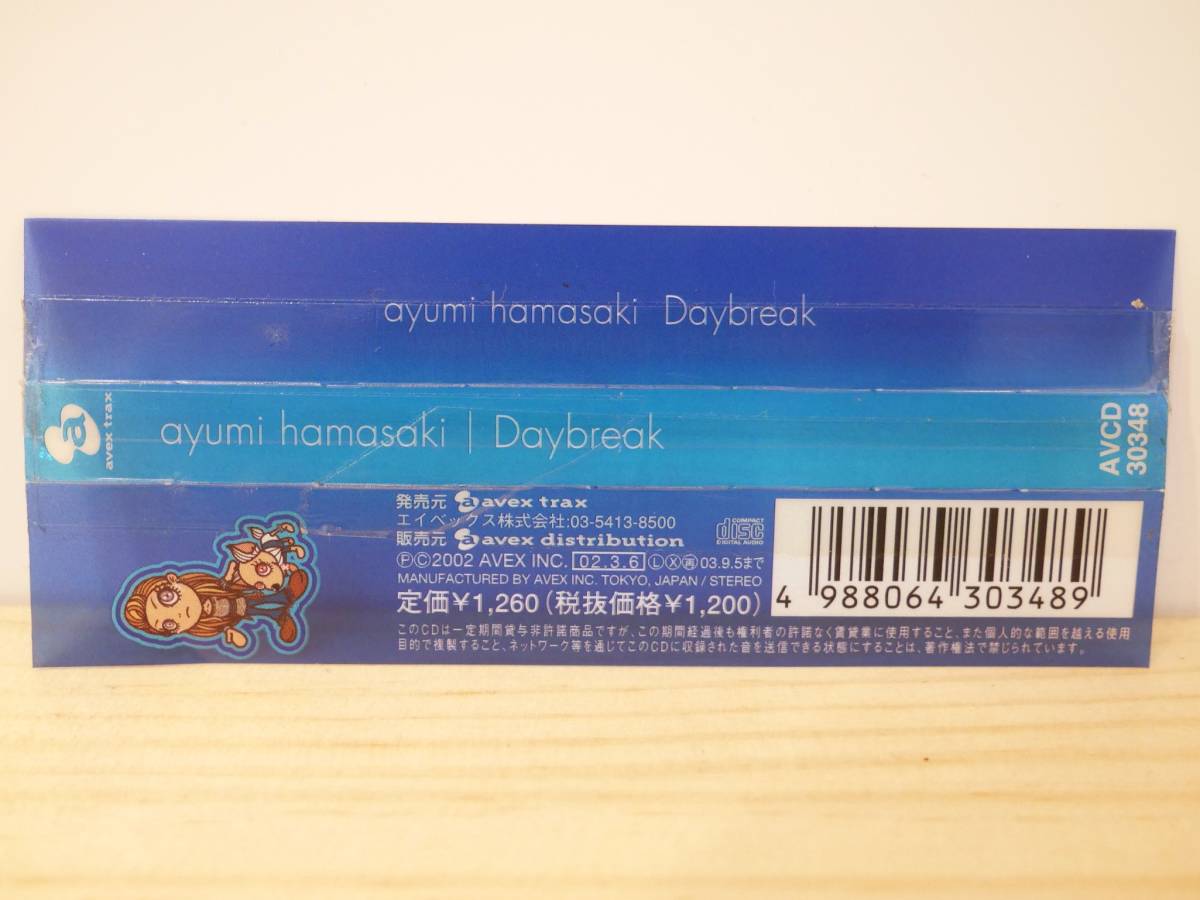 ayumi hamasaki Daybreak
a avex trax
ayumi hamasaki | Daybreak
AVCD
30348
発売元 a avex trax
エイベックス株式会社:03-5413-8500
販売元 a avex distribution
COMPACT
disc
DIGITAL AUDIO
ⓅⒸ2002 AVEX INC. 02.3.6 ⓁⓍ㊢03.9.5まで
MANUFACTURED BY AVEX INC. TOKYO, JAPAN / STEREO
定価¥1,260(税抜価格¥1,200)
4 988064 303489
このCDは一定期間貸与非許諾商品ですが、この期間経過後も権利者の許諾なく賃貸業に使用すること、また個人的な範囲を越える使用
目的で複製すること、ネットワーク等を通じてこのCDに収録された音を送信できる状態にすることは、著作権法で禁じられています。